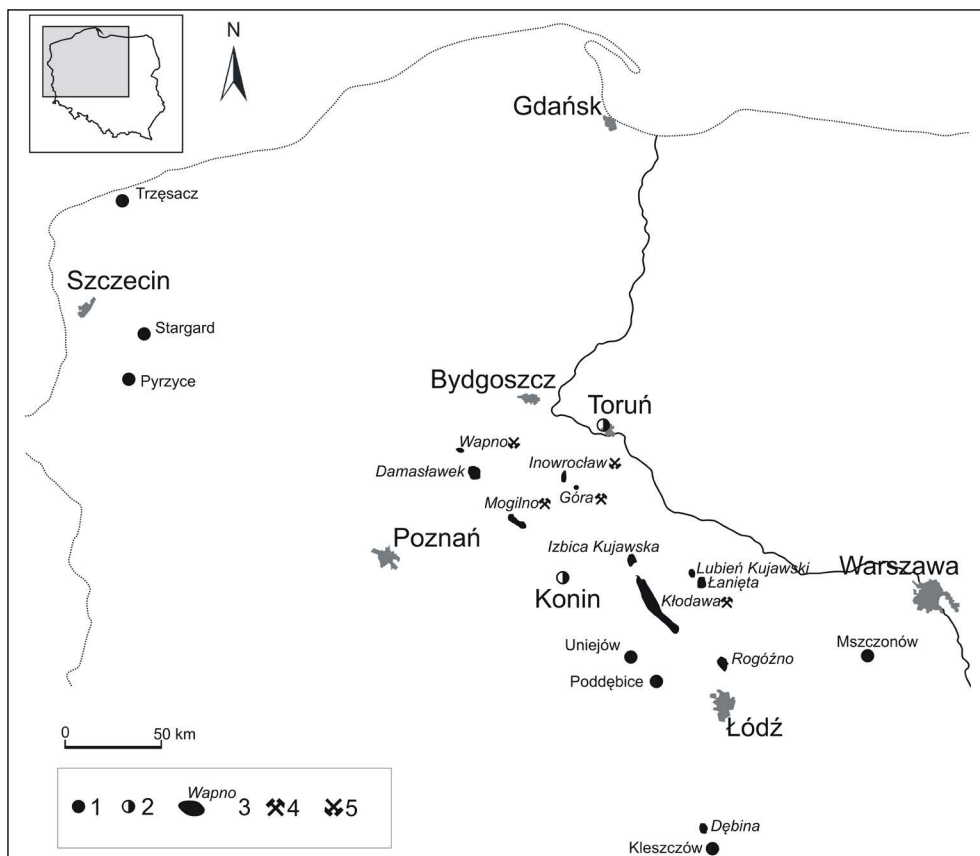 N
Gdańsk
Trzęsacz
Szczecin
Stargard
Pyrzyce
Bydgoszcz
Toruń
Wapno
Inowrocław
Damasławek
Góra
Mogilno
Poznań
Izbica Kujawska
Lubień Kujawski
Łanięta
Warszawa
Konin
Kłodawa
Uniejów
Mszczonów
Rogóźno
Poddębice
Łódź
0 50 km
Wapno
1 2 3 4 5
Dębina
Kleszczów